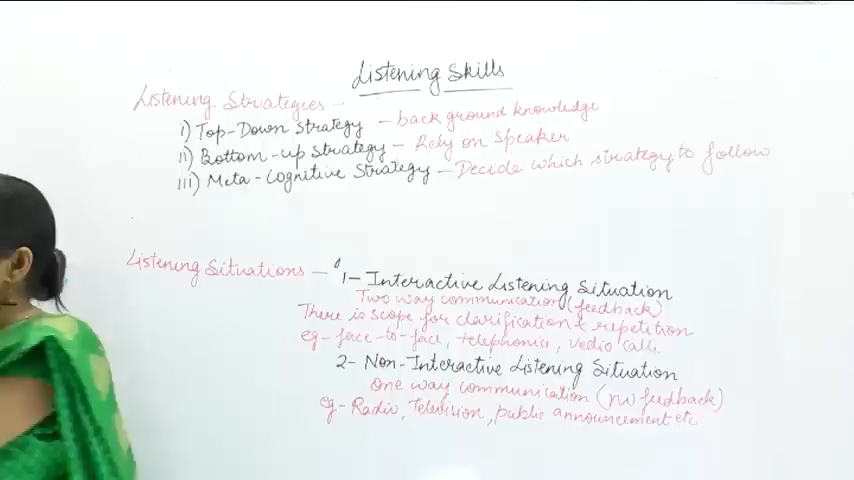 Listening Skills
Listening Strategies -
i) Top-Down Strategy - back ground knowledge
ii) Bottom-up Strategy - Rely on Speaker
iii) Meta-Cognitive Strategy - Decide which strategy to follow
Listening Situations - 1- Interactive Listening Situation
Two way communication (feedback)
There is scope for clarification & repetition
eg- face-to-face, telephonic, vedio call.
2- Non-Interactive Listening Situation
One way communication (no feedback)
eg- Radio, Television, public announcement etc